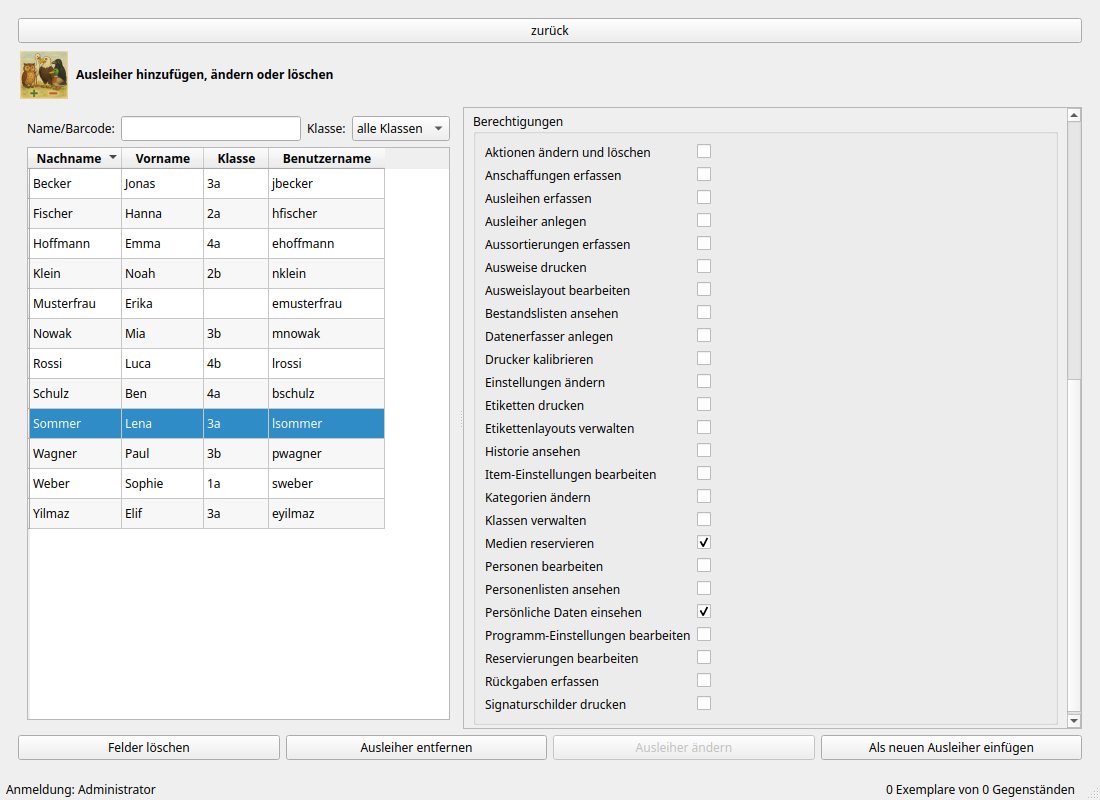 zurück
Ausleiher hinzufügen, ändern oder löschen
Name/Barcode: Klasse: alle Klassen
Nachname Vorname Klasse Benutzername
Becker Jonas 3a jbecker
Fischer Hanna 2a hfischer
Hoffmann Emma 4a ehoffmann
Klein Noah 2b nklein
Musterfrau Erika emusterfrau
Nowak Mia 3b mnowak
Rossi Luca 4b lrossi
Schulz Ben 4a bschulz
Sommer Lena 3a lsommer
Wagner Paul 3b pwagner
Weber Sophie 1a sweber
Yilmaz Elif 3a eyilmaz
Berechtigungen
Aktionen ändern und löschen
Anschaffungen erfassen
Ausleihen erfassen
Ausleiher anlegen
Aussortierungen erfassen
Ausweise drucken
Ausweislayout bearbeiten
Bestandslisten ansehen
Datenerfasser anlegen
Drucker kalibrieren
Einstellungen ändern
Etiketten drucken
Etikettenlayouts verwalten
Historie ansehen
Item-Einstellungen bearbeiten
Kategorien ändern
Klassen verwalten
Medien reservieren
Personen bearbeiten
Personenlisten ansehen
Persönliche Daten einsehen
Programm-Einstellungen bearbeiten
Reservierungen bearbeiten
Rückgaben erfassen
Signaturschilder drucken
Felder löschen Ausleiher entfernen Ausleiher ändern Als neuen Ausleiher einfügen
Anmeldung: Administrator 0 Exemplare von 0 Gegenständen